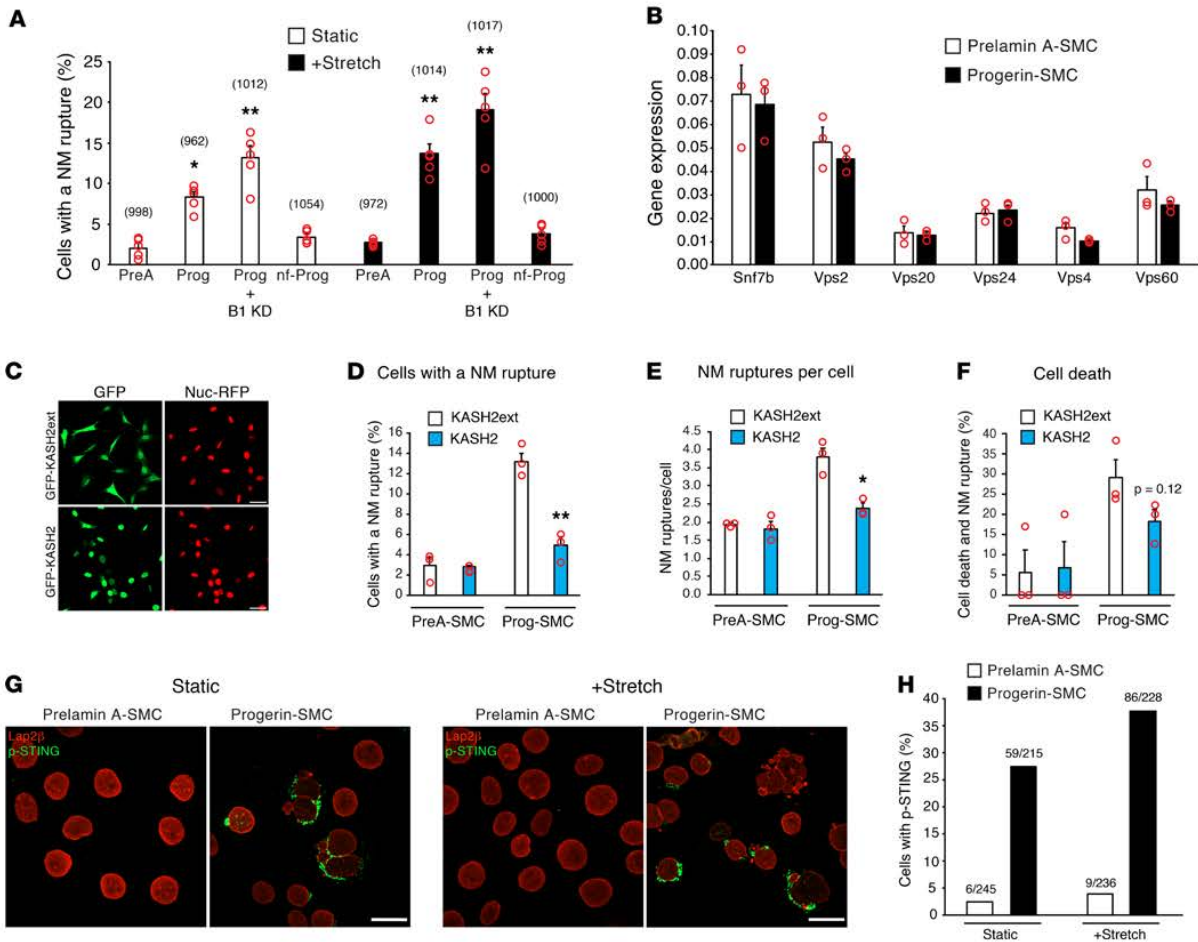 A
Static
+Stretch
Cells with a NM rupture (%)
25
20
15
10
5
0
(998)
(962)
*
(1012)
**
(1054)
(972)
(1014)
**
(1017)
**
(1000)
PreA
Prog
Prog
+
B1 KD
nf-Prog
PreA
Prog
Prog
+
B1 KD
nf-Prog
B
Prelamin A-SMC
Progerin-SMC
Gene expression
0.10
0.09
0.08
0.07
0.06
0.05
0.04
0.03
0.02
0.01
0.00
Snf7b
Vps2
Vps20
Vps24
Vps4
Vps60
C
GFP
Nuc-RFP
GFP-KASH2ext
GFP-KASH2
D
Cells with a NM rupture
KASH2ext
KASH2
Cells with a NM rupture (%)
16
14
12
10
8
6
4
2
0
**
PreA-SMC
Prog-SMC
E
NM ruptures per cell
KASH2ext
KASH2
NM ruptures/cell
4.5
4.0
3.5
3.0
2.5
2.0
1.5
1.0
0.5
0.0
*
PreA-SMC
Prog-SMC
F
Cell death
KASH2ext
KASH2
Cell death and NM rupture (%)
45
40
35
30
25
20
15
10
5
0
p = 0.12
PreA-SMC
Prog-SMC
G
Static
+Stretch
Prelamin A-SMC
Progerin-SMC
Prelamin A-SMC
Progerin-SMC
Lap2β
p-STING
Lap2β
p-STING
H
Prelamin A-SMC
Progerin-SMC
Cells with p-STING (%)
40
35
30
25
20
15
10
5
0
6/245
59/215
9/236
86/228
Static
+Stretch